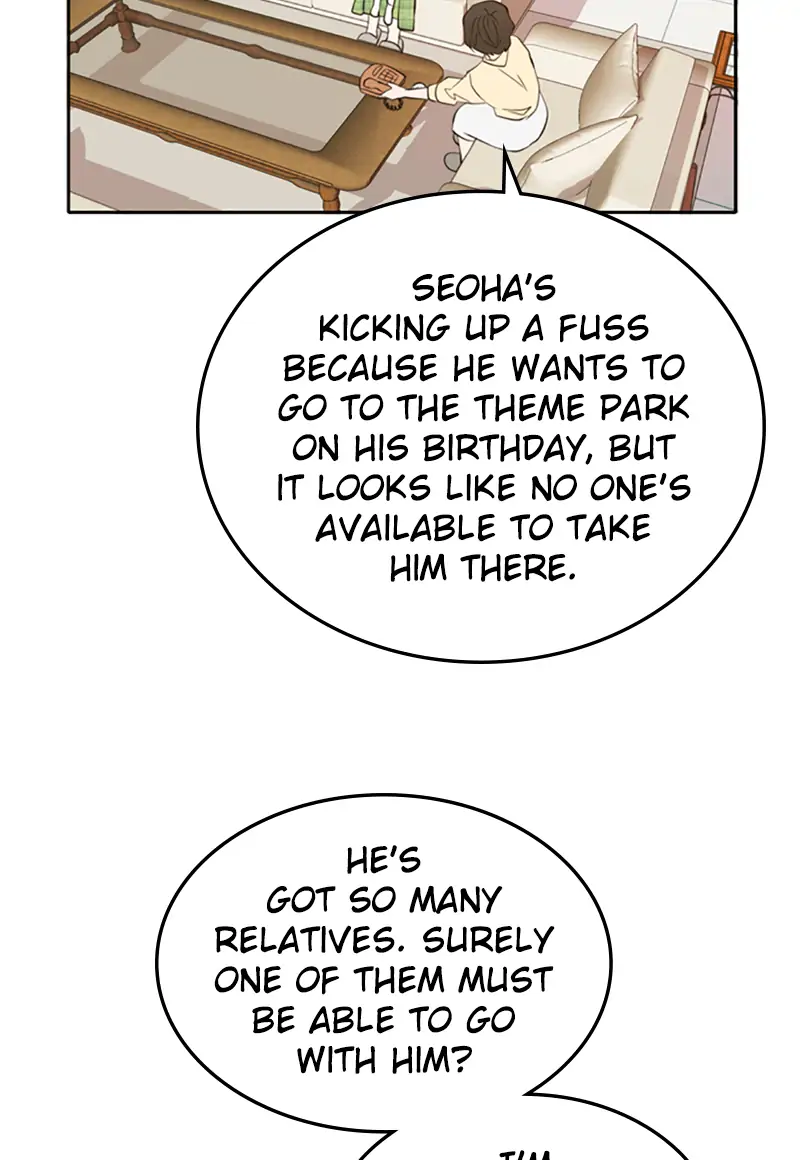 SEOHA'S
KICKING UP A FUSS
BECAUSE HE WANTS TO
GO TO THE THEME PARK
ON HIS BIRTHDAY, BUT
IT LOOKS LIKE NO ONE'S
AVAILABLE TO TAKE
HIM THERE.
HE'S
GOT SO MANY
RELATIVES. SURELY
ONE OF THEM MUST
BE ABLE TO GO
WITH HIM?
I'M